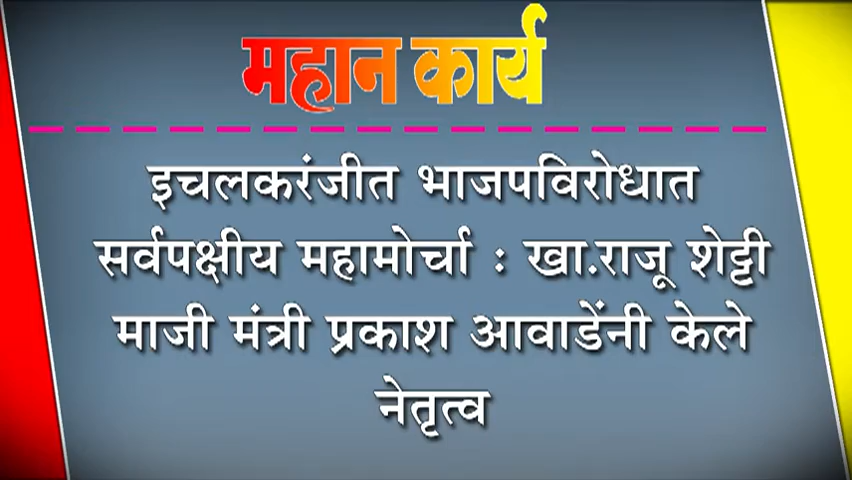 महान कार्य
इचलकरंजीत भाजपविरोधात
सर्वपक्षीय महामोर्चा : खा.राजू शेट्टी
माजी मंत्री प्रकाश आवाडेंनी केले
नेतृत्व